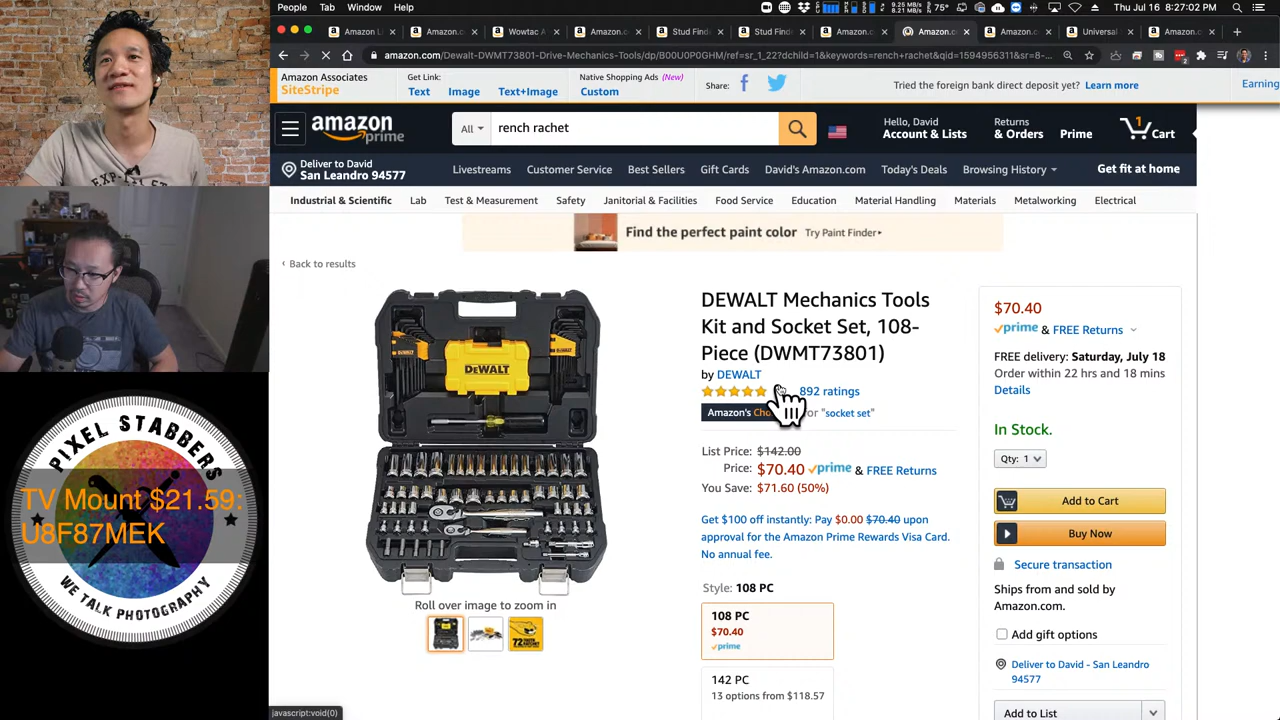 People Tab Window Help
9.25 MB/s
75°
Thu Jul 16 8:27:02 PM
Amazon Li
Amazon.c
Wowtac A
Amazon.c
Stud Find
Stud Find
Amazon.c
Amazon.c
Amazon.c
Universal
Amazon.c
amazon.com/Dewalt-DWMT73801-Drive-Mechanics-Tools/dp/B00U0P0GHM/ref=sr_1_22?dchild=1&keywords=rench+rachet&qid=1594956311&sr=8-...
Amazon Associates
SiteStripe
Get Link:
Text Image Text+Image
Native Shopping Ads (New)
Custom
Share:
Tried the foreign bank direct deposit yet? Learn more
Earning
amazon
prime
All
rench rachet
Hello, David
Account & Lists
Returns
& Orders
Prime
1
Cart
Deliver to David
San Leandro 94577
Livestreams Customer Service Best Sellers Gift Cards David's Amazon.com Today's Deals Browsing History
Get fit at home
Industrial & Scientific Lab Test & Measurement Safety Janitorial & Facilities Food Service Education Material Handling Materials Metalworking Electrical
Find the perfect paint color Try Paint Finder
‹ Back to results
DEWALT
Roll over image to zoom in
DEWALT Mechanics Tools
Kit and Socket Set, 108-
Piece (DWMT73801)
by DEWALT
892 ratings
Amazon's Cho or "socket set"
List Price: $142.00
Price: $70.40 prime & FREE Returns
You Save: $71.60 (50%)
Get $100 off instantly: Pay $0.00 $70.40 upon
approval for the Amazon Prime Rewards Visa Card.
No annual fee.
Style: 108 PC
108 PC
$70.40
prime
142 PC
13 options from $118.57
$70.40
prime & FREE Returns
FREE delivery: Saturday, July 18
Order within 22 hrs and 18 mins
Details
In Stock.
Qty: 1
Add to Cart
Buy Now
Secure transaction
Ships from and sold by
Amazon.com.
Add gift options
Deliver to David - San Leandro
94577
Add to List
javascript:void(0)
PIXEL STABBERS
TV Mount $21.59:
U8F87MEK
WE TALK PHOTOGRAPHY